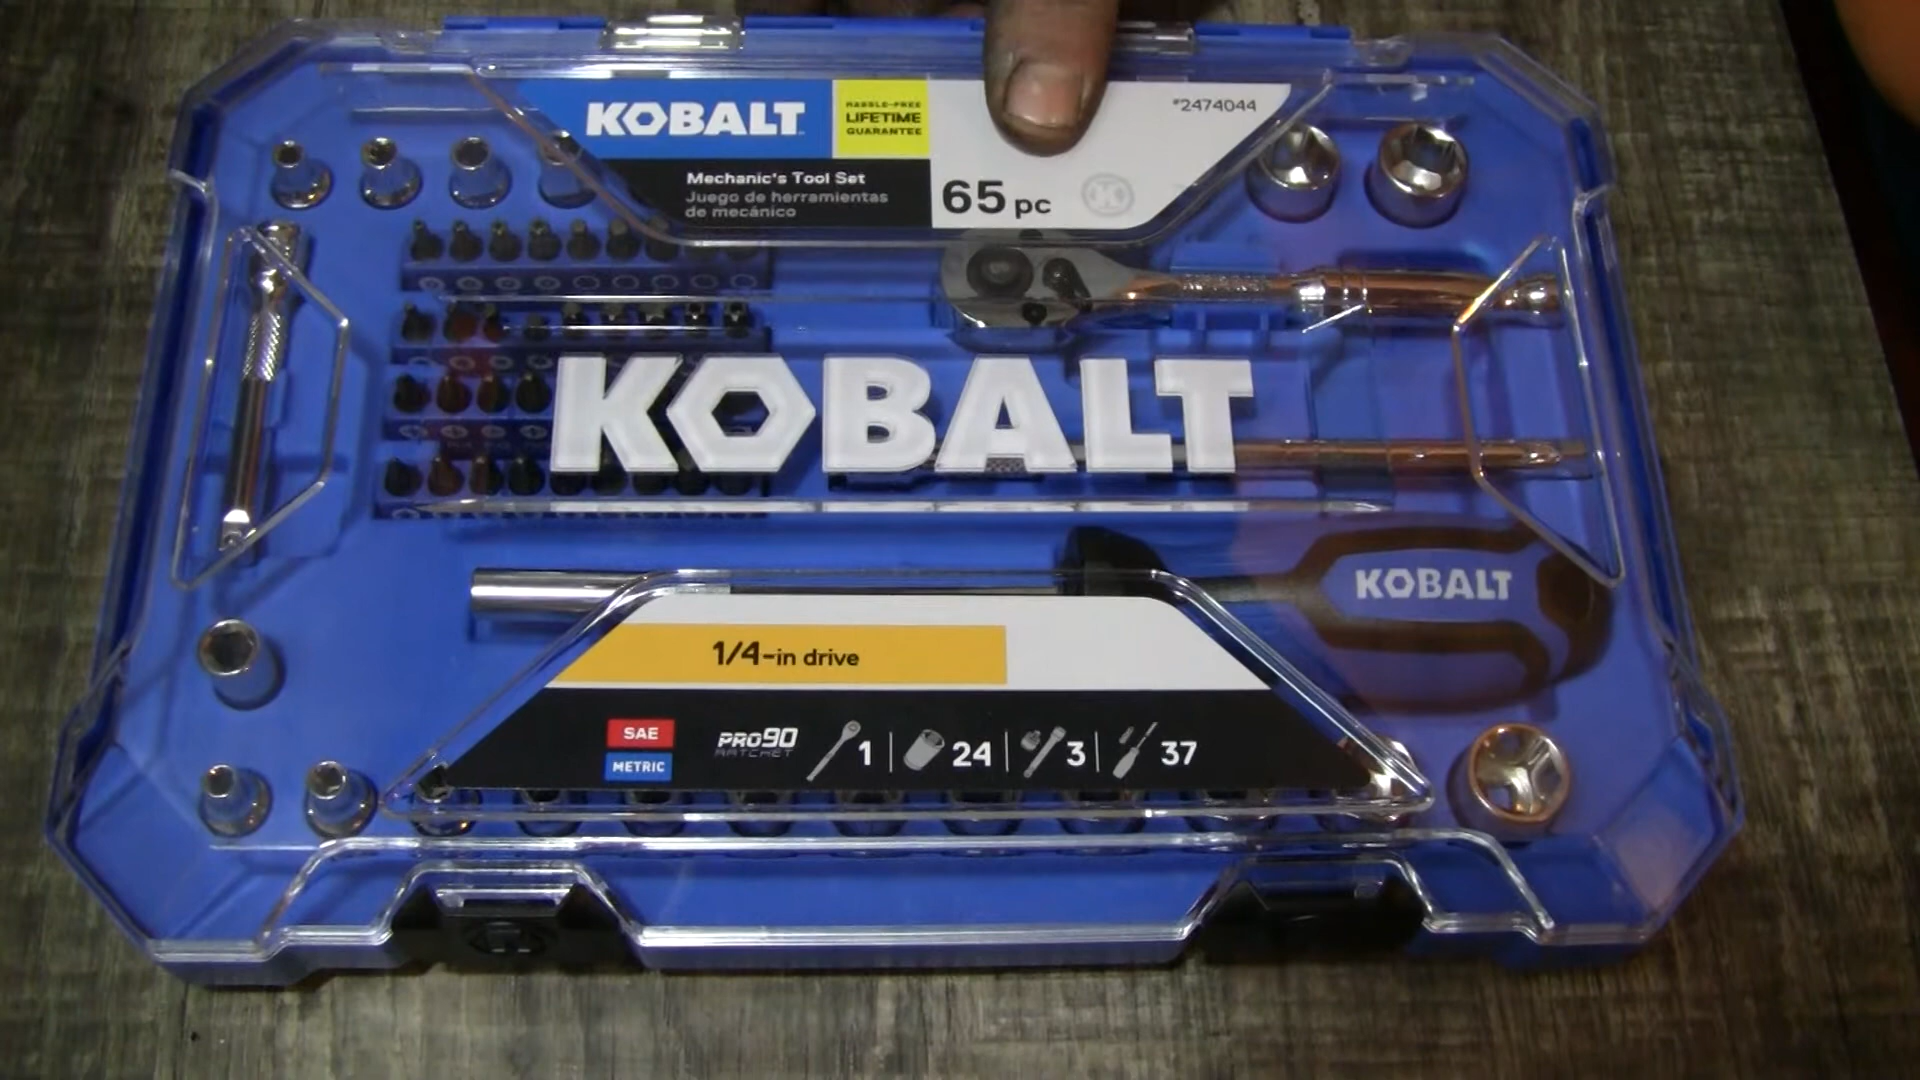 KOBALT
HASSLE-FREE
LIFETIME
GUARANTEE
#2474044
Mechanic's Tool Set
Juego de herramientas
de mecánico
65 pc
KOBALT
KOBALT
1/4-in drive
SAE
METRIC
PRO90
RATCHET
1
24
3
37